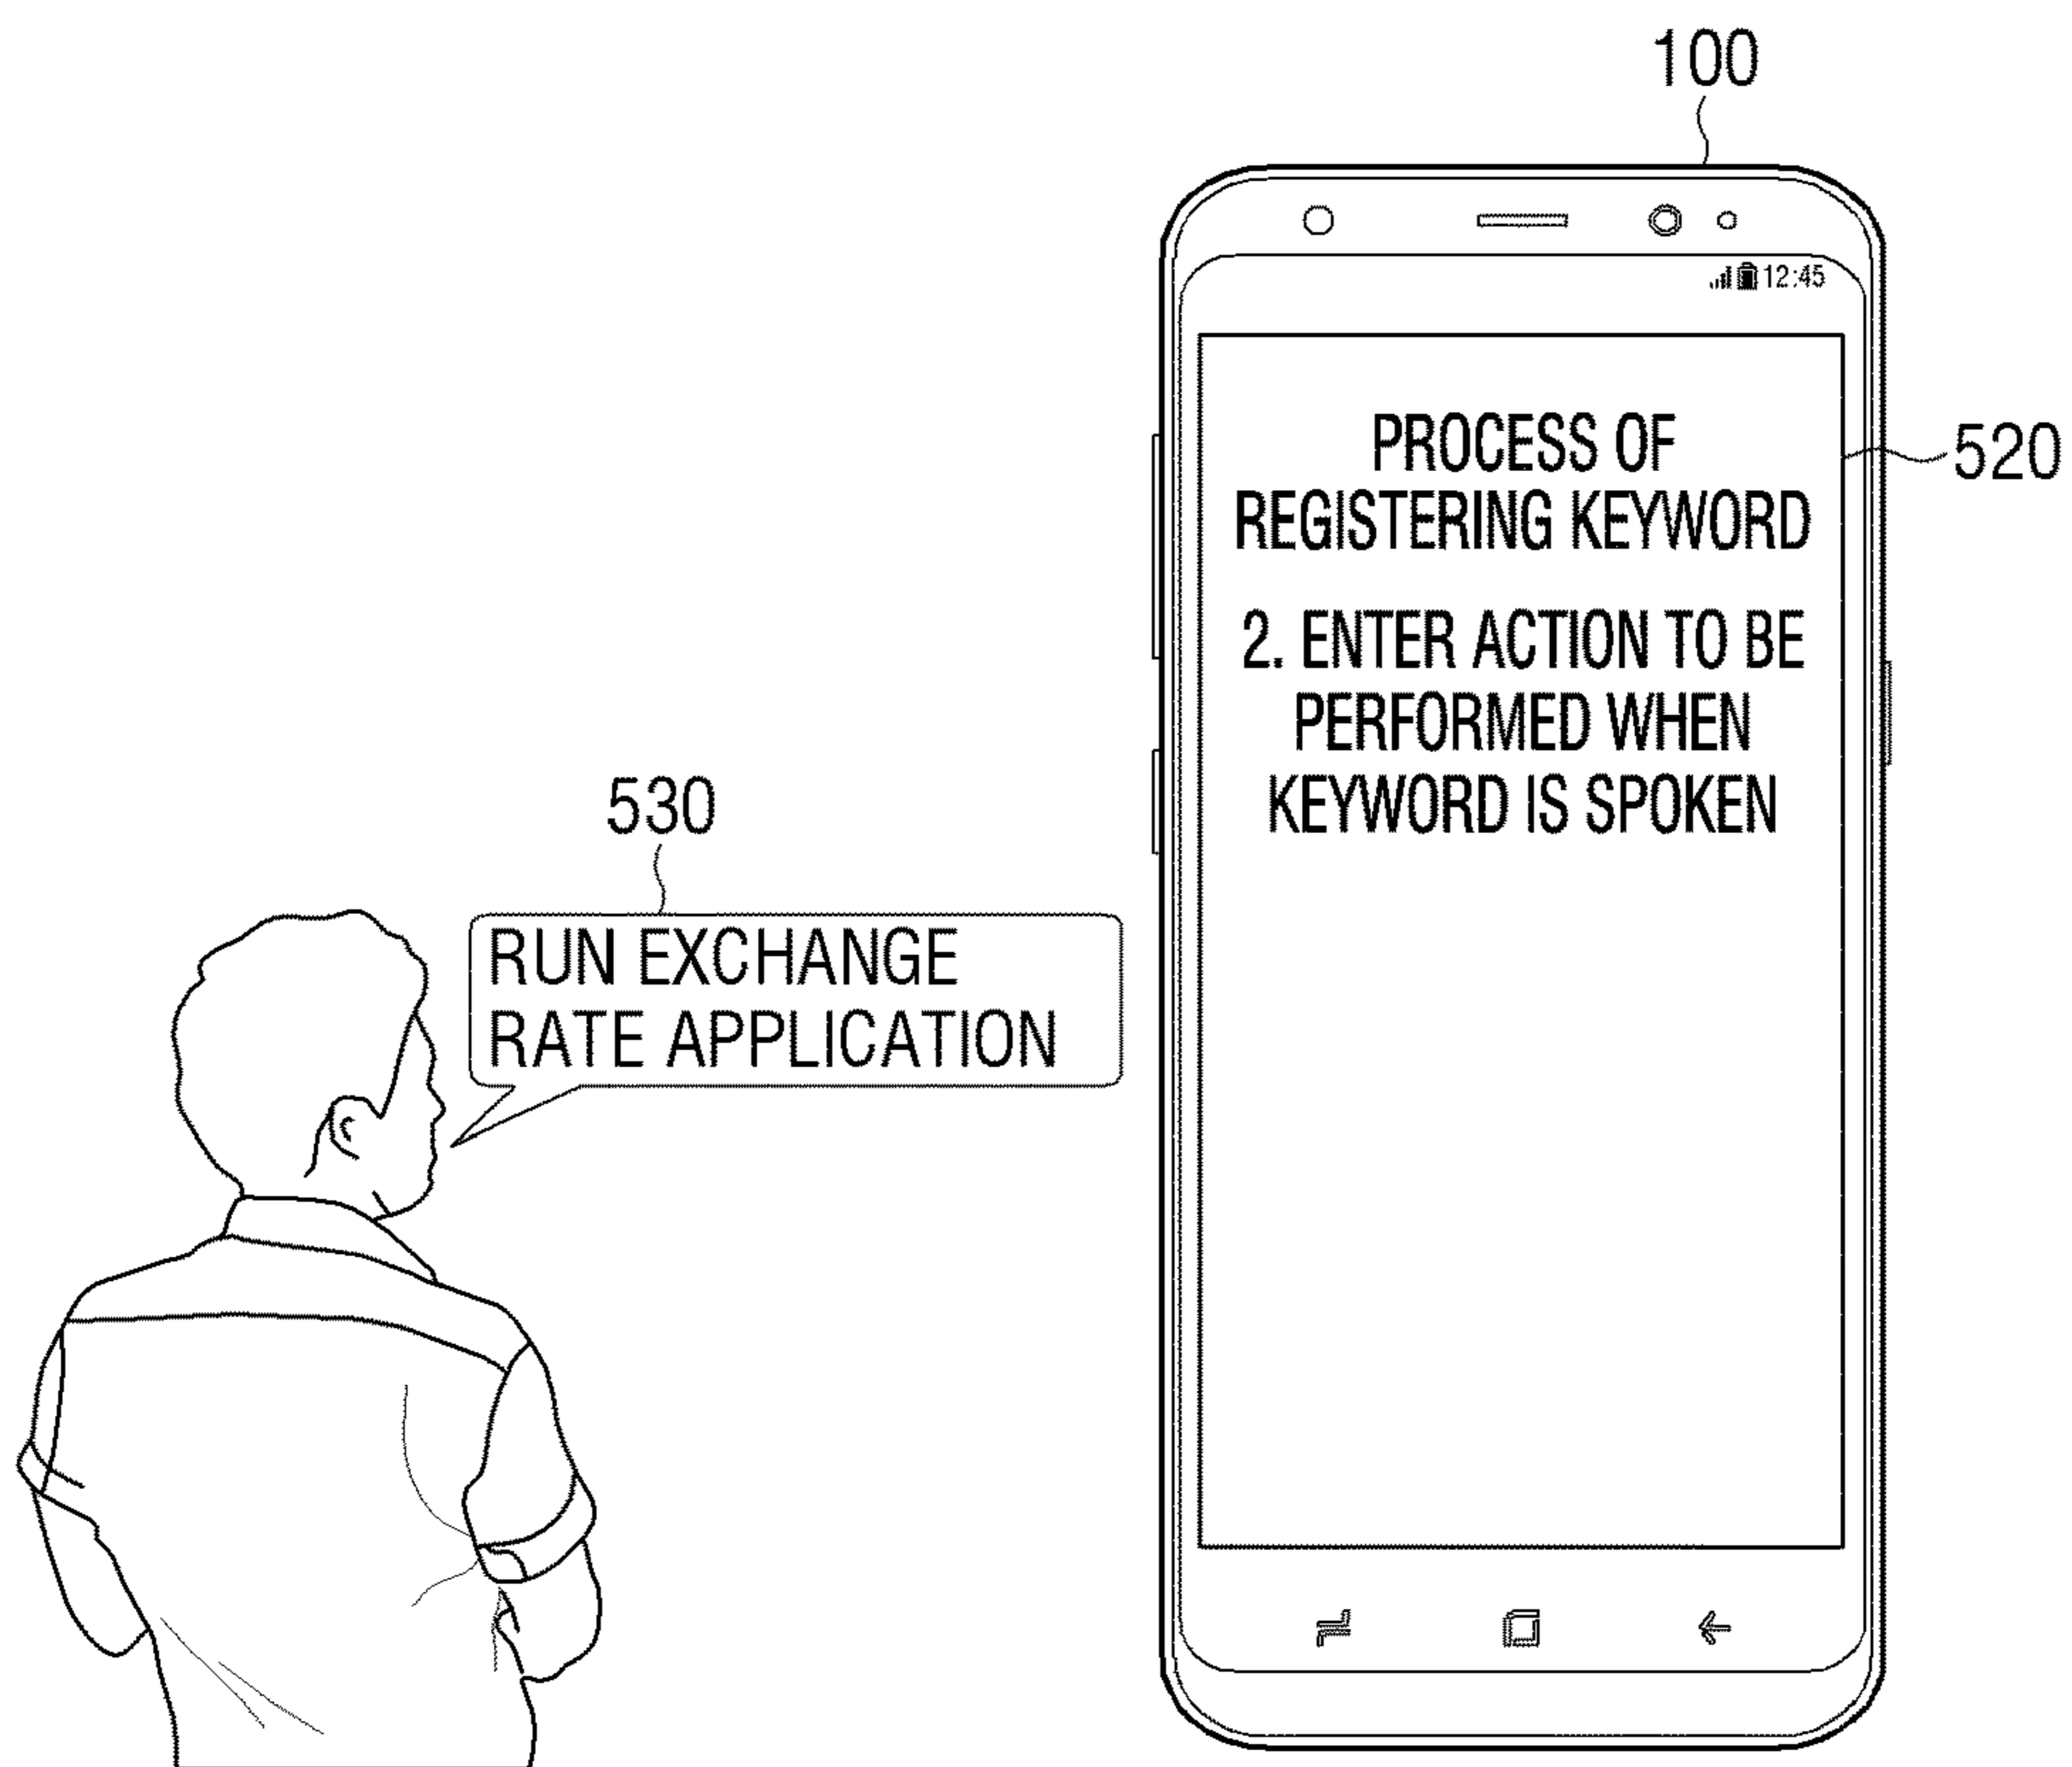 100
12:45
PROCESS OF
REGISTERING KEYWORD
520
2. ENTER ACTION TO BE
PERFORMED WHEN
KEYWORD IS SPOKEN
530
RUN EXCHANGE
RATE APPLICATION